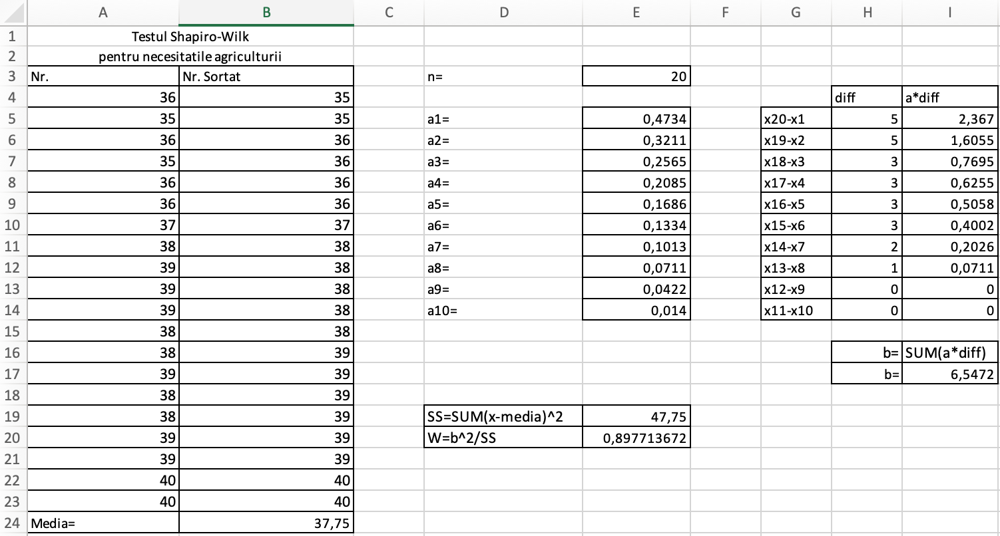 A B C D E F G H I
1 Testul Shapiro-Wilk
2 pentru necesitatile agriculturii
3 Nr. Nr. Sortat n= 20
4 36 35 diff a*diff
5 35 35 a1= 0,4734 x20-x1 5 2,367
6 36 36 a2= 0,3211 x19-x2 5 1,6055
7 35 36 a3= 0,2565 x18-x3 3 0,7695
8 36 36 a4= 0,2085 x17-x4 3 0,6255
9 36 36 a5= 0,1686 x16-x5 3 0,5058
10 37 37 a6= 0,1334 x15-x6 3 0,4002
11 38 38 a7= 0,1013 x14-x7 2 0,2026
12 39 38 a8= 0,0711 x13-x8 1 0,0711
13 39 38 a9= 0,0422 x12-x9 0 0
14 39 38 a10= 0,014 x11-x10 0 0
15 38 38
16 38 39 b= SUM(a*diff)
17 39 39 b= 6,5472
18 38 39
19 38 39 SS=SUM(x-media)^2 47,75
20 39 39 W=b^2/SS 0,897713672
21 39 39
22 40 40
23 40 40
24 Media= 37,75